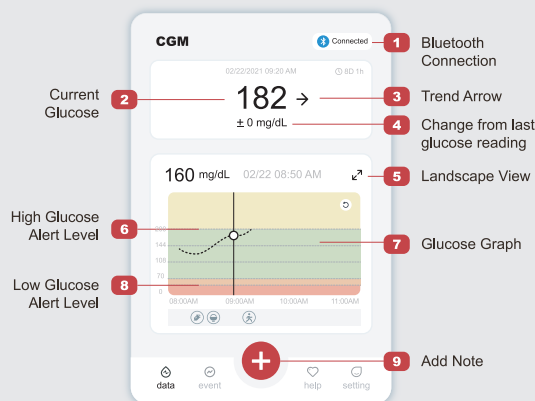 CGM
Connected
1
Bluetooth
Connection
02/22/2021 09:20 AM
8D 1h
Current
Glucose
2
182 →
3
Trend Arrow
± 0 mg/dL
4
Change from last
glucose reading
160 mg/dL
02/22 08:50 AM
5
Landscape View
High Glucose
Alert Level
6
144
108
70
0
7
Glucose Graph
Low Glucose
Alert Level
8
08:00AM
09:00AM
10:00AM
11:00AM
+
9
Add Note
data
event
help
setting